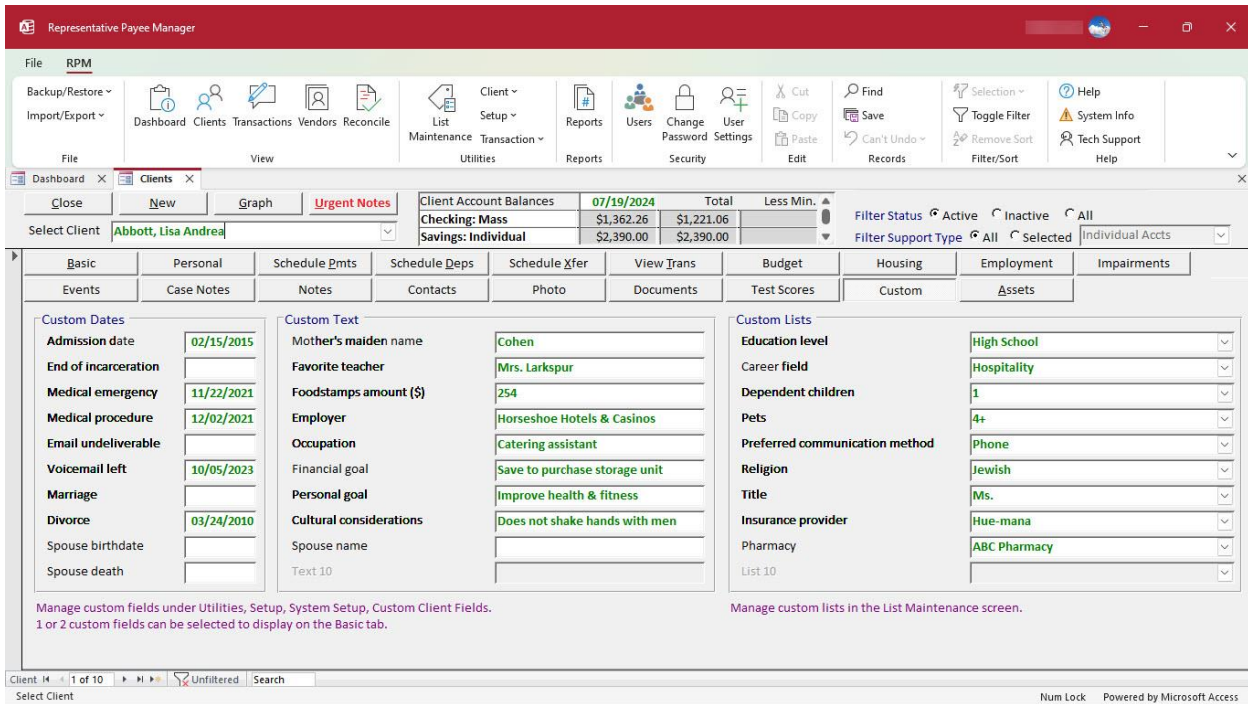 Representative Payee Manager
File RPM
Backup/Restore
Import/Export
Dashboard Clients Transactions Vendors Reconcile
List Maintenance
Client
Setup
Transaction
Reports
Users Change Password User Settings
Cut
Copy
Paste
Find
Save
Can't Undo
Selection
Toggle Filter
Remove Sort
Help
System Info
Tech Support
File View Utilities Reports Security Edit Records Filter/Sort Help
Dashboard Clients
Close New Graph Urgent Notes
Select Client Abbott, Lisa Andrea
Client Account Balances 07/19/2024 Total Less Min.
Checking: Mass $1,362.26 $1,221.06
Savings: Individual $2,390.00 $2,390.00
Filter Status Active Inactive All
Filter Support Type All Selected Individual Accts
Basic Personal Schedule Pmts Schedule Deps Schedule Xfer View Trans Budget Housing Employment Impairments
Events Case Notes Notes Contacts Photo Documents Test Scores Custom Assets
Custom Dates
Admission date 02/15/2015
End of incarceration
Medical emergency 11/22/2021
Medical procedure 12/02/2021
Email undeliverable
Voicemail left 10/05/2023
Marriage
Divorce 03/24/2010
Spouse birthdate
Spouse death
Custom Text
Mother's maiden name Cohen
Favorite teacher Mrs. Larkspur
Foodstamps amount ($) 254
Employer Horseshoe Hotels & Casinos
Occupation Catering assistant
Financial goal Save to purchase storage unit
Personal goal Improve health & fitness
Cultural considerations Does not shake hands with men
Spouse name
Text 10
Custom Lists
Education level High School
Career field Hospitality
Dependent children 1
Pets 4+
Preferred communication method Phone
Religion Jewish
Title Ms.
Insurance provider Hue-mana
Pharmacy ABC Pharmacy
List 10
Manage custom fields under Utilities, Setup, System Setup, Custom Client Fields.
1 or 2 custom fields can be selected to display on the Basic tab.
Manage custom lists in the List Maintenance screen.
Client 1 of 10 Unfiltered Search
Select Client Num Lock Powered by Microsoft Access